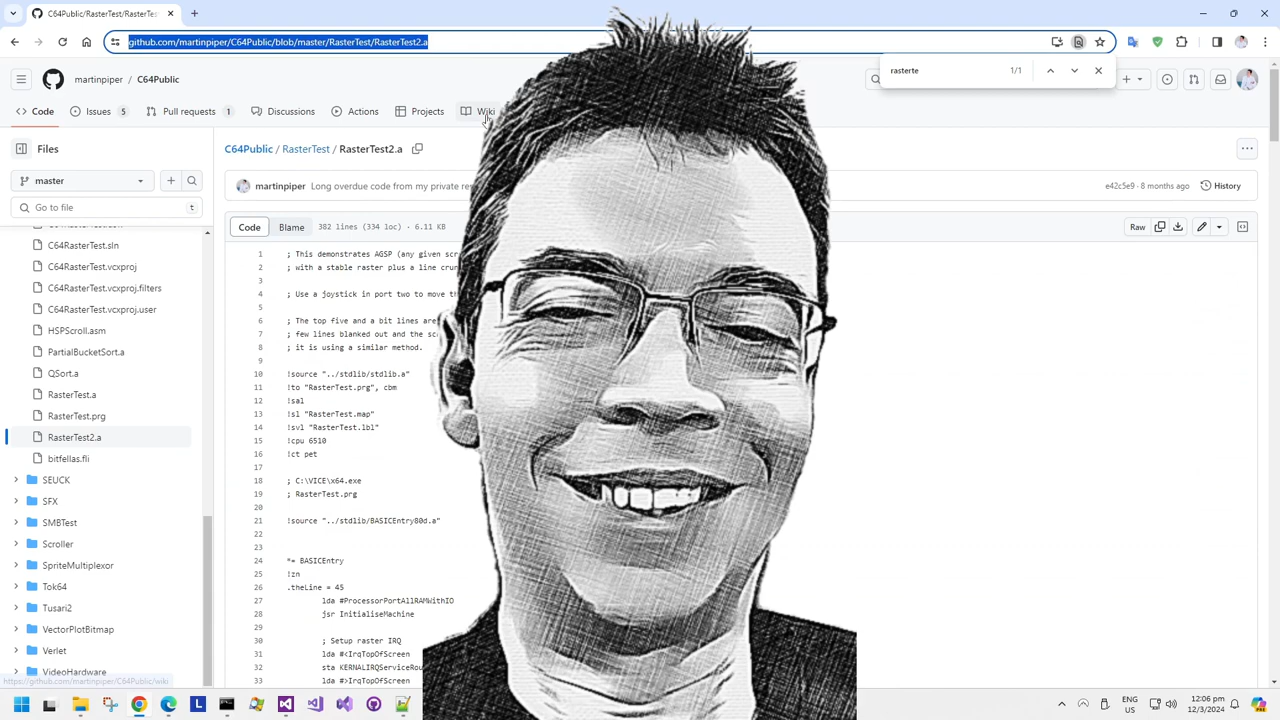 C64Public/RasterTest/RasterTes
github.com/martinpiper/C64Public/blob/master/RasterTest/RasterTest2.a
rasterte 1/1
martinpiper / C64Public
Code Issues 5 Pull requests 1 Discussions Actions Projects Wiki
Files
master
Go to file t
C64RasterTest.sln
C64RasterTest.vcxproj
C64RasterTest.vcxproj.filters
C64RasterTest.vcxproj.user
HSPScroll.asm
PartialBucketSort.a
QSort.a
RasterTest.a
RasterTest.prg
RasterTest2.a
bitfellas.fli
SEUCK
SFX
SMBTest
Scroller
SpriteMultiplexor
Tok64
Tusari2
VectorPlotBitmap
Verlet
VideoHardware
https://github.com/martinpiper/C64Public/wiki
C64Public / RasterTest / RasterTest2.a
martinpiper Long overdue code from my private res
e42c5e9 · 8 months ago History
Code Blame 382 lines (334 loc) · 6.11 KB
Raw
1 ; This demonstrates AGSP (any given scr
2 ; with a stable raster plus a line crun
3
4 ; Use a joystick in port two to move th
5
6 ; The top five and a bit lines are
7 ; few lines blanked out and the sc
8 ; it is using a similar method.
9
10 !source "../stdlib/stdlib.a"
11 !to "RasterTest.prg", cbm
12 !sal
13 !sl "RasterTest.map"
14 !svl "RasterTest.lbl"
15 !cpu 6510
16 !ct pet
17
18 ; C:\VICE\x64.exe
19 ; RasterTest.prg
20
21 !source "../stdlib/BASICEntry80d.a"
22
23
24 *= BASICEntry
25 !zn
26 .theLine = 45
27 lda #ProcessorPortAllRAMWithIO
28 jsr InitialiseMachine
29
30 ; Setup raster IRQ
31 lda #<IrqTopOfScreen
32 sta KERNALIRQServiceRou
33 lda #>IrqTopOfScreen
ENG
US
12:06 pm
12/3/2024